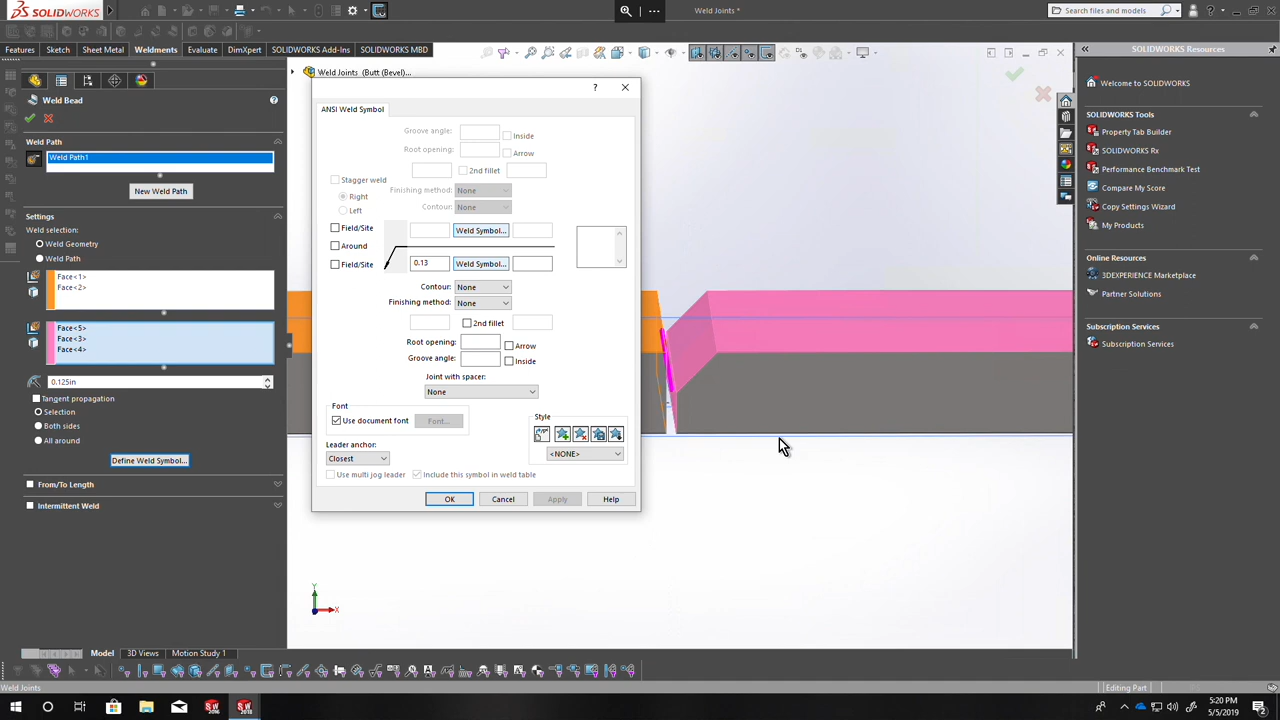 SOLIDWORKS
Weld Joints *
Search files and models
Features
Sketch
Sheet Metal
Weldments
Evaluate
DimXpert
SOLIDWORKS Add-Ins
SOLIDWORKS MBD
SOLIDWORKS Resources
Weld Joints (Butt (Bevel)...
Weld Bead
Weld Path
Weld Path1
New Weld Path
Settings
Weld selection:
Weld Geometry
Weld Path
Face<1>
Face<2>
Face<5>
Face<3>
Face<4>
0.125in
Tangent propagation
Selection
Both sides
All around
Define Weld Symbol...
From/To Length
Intermittent Weld
ANSI Weld Symbol
Groove angle:
Inside
Root opening:
Arrow
2nd fillet
Stagger weld
Finishing method:
None
Right
Contour:
None
Left
Field/Site
Weld Symbol...
Around
Field/Site
0.13
Weld Symbol...
Contour:
None
Finishing method:
None
2nd fillet
Root opening:
Arrow
Groove angle:
Inside
Joint with spacer:
None
Font
Use document font
Font...
Style
<NONE>
Leader anchor:
Closest
Use multi jog leader
Include this symbol in weld table
OK
Cancel
Apply
Help
Welcome to SOLIDWORKS
SOLIDWORKS Tools
Property Tab Builder
SOLIDWORKS Rx
Performance Benchmark Test
Compare My Score
Copy Settings Wizard
My Products
Online Resources
3DEXPERIENCE Marketplace
Partner Solutions
Subscription Services
Subscription Services
Y
X
Model
3D Views
Motion Study 1
Weld Joints
Editing Part
5:20 PM
5/5/2019